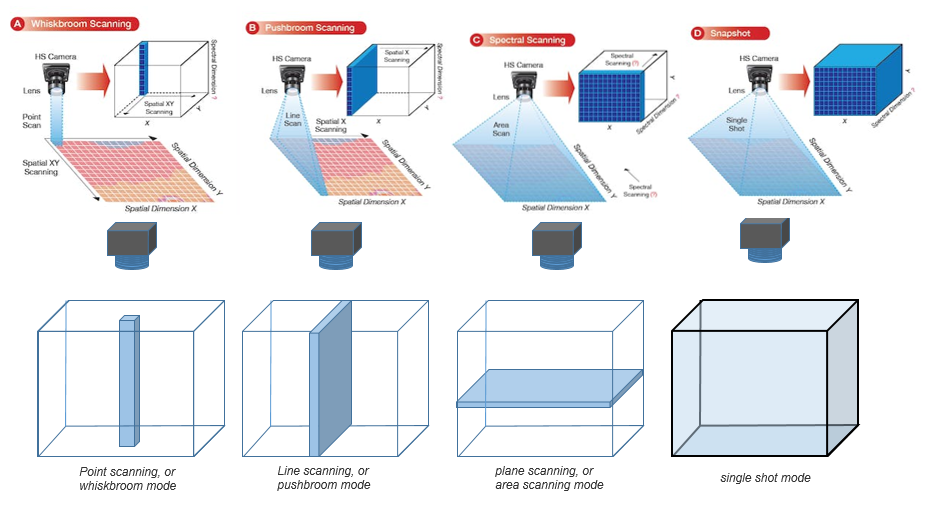 A Whiskbroom Scanning
HS Camera
Lens
Point
Scan
Spatial XY
Scanning
Spectral Dimension ?
Spatial XY
Scanning
X
Y
Spatial Dimension Y
Spatial Dimension X
B Pushbroom Scanning
HS Camera
Lens
Line
Scan
Spatial X
Scanning
Spatial X
Scanning
Spectral Dimension ?
X
Y
Spatial Dimension Y
Spatial Dimension X
C Spectral Scanning
HS Camera
Lens
Area
Scan
Spectral
Scanning (?)
Y
X
Spectral Dimension ?
Spatial Dimension Y
Spectral
Scanning (?)
Spatial Dimension X
D Snapshot
HS Camera
Lens
Single
Shot
Y
X
Spectral Dimension ?
Spatial Dimension Y
Spatial Dimension X
Point scanning, or
whiskbroom mode
Line scanning, or
pushbroom mode
plane scanning, or
area scanning mode
single shot mode